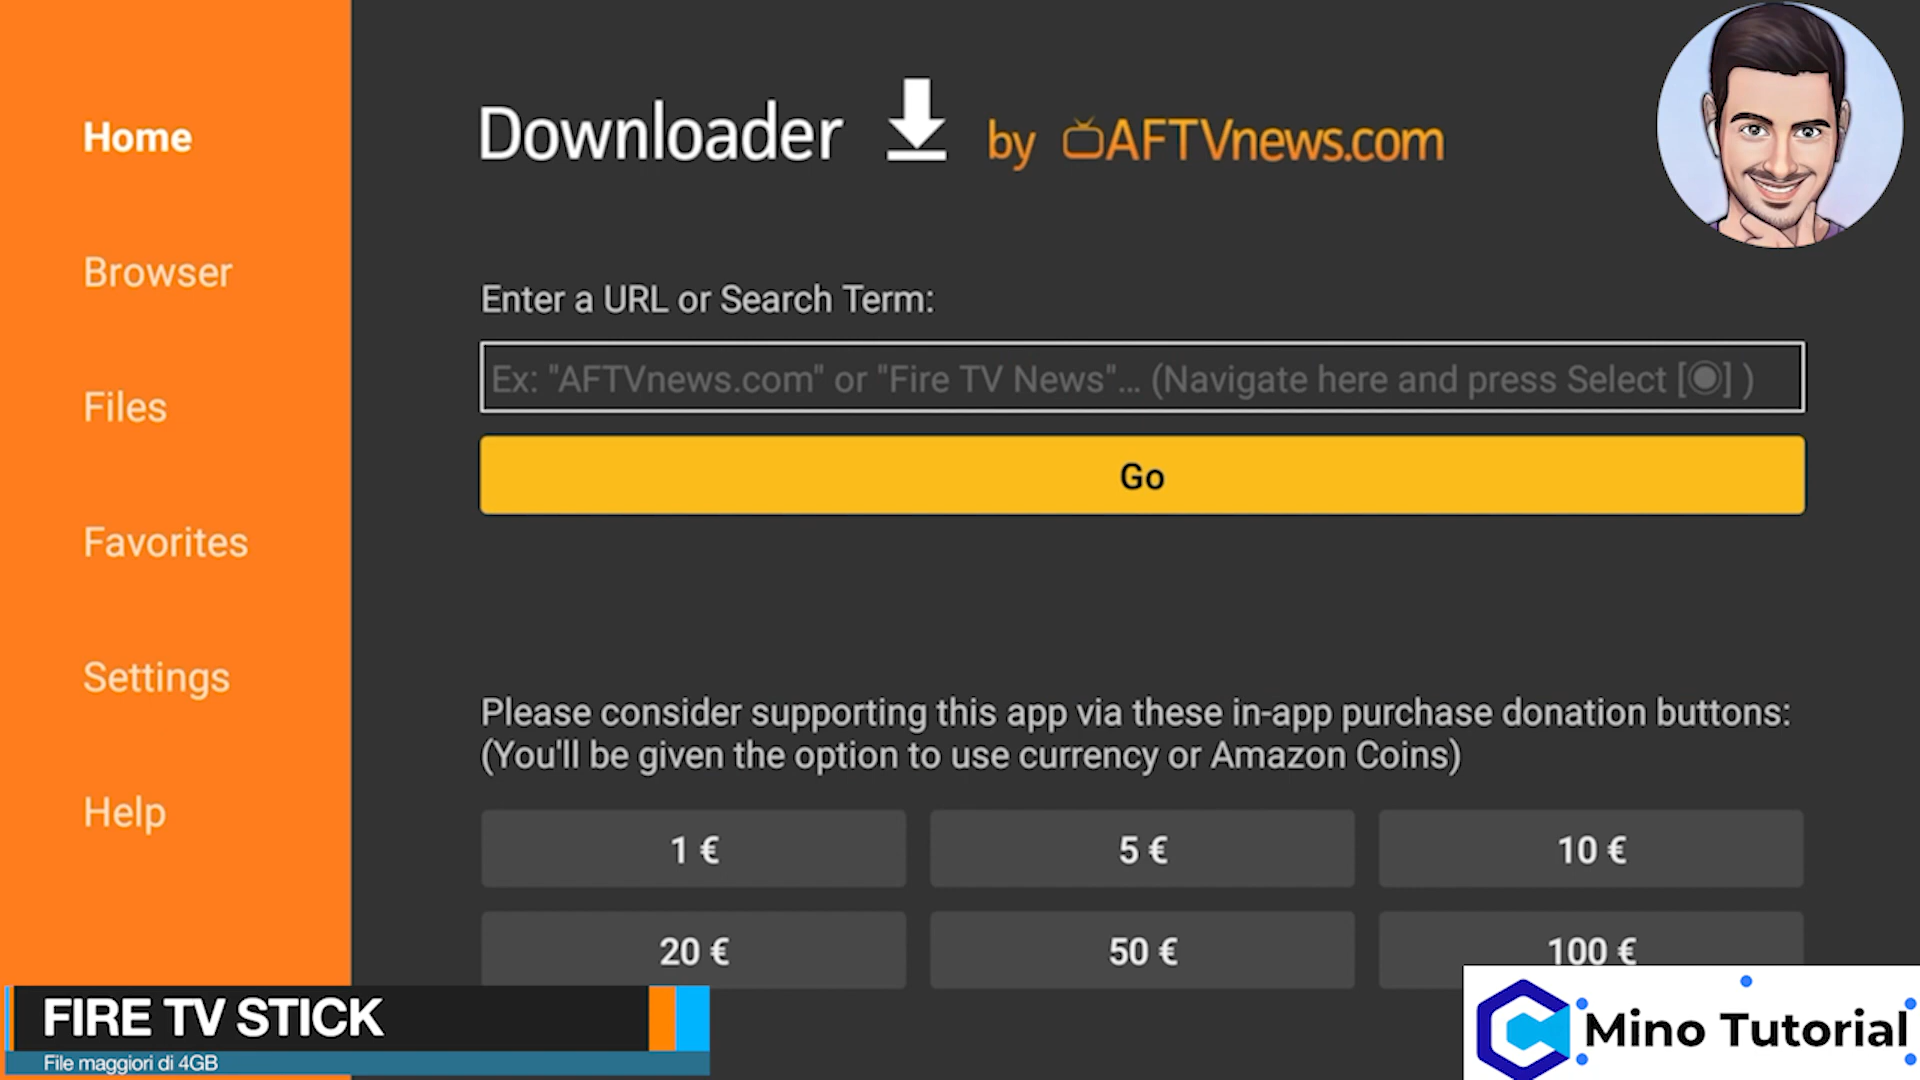 Home
Browser
Files
Favorites
Settings
Help
Downloader by AFTVnews.com
Enter a URL or Search Term:
Ex: "AFTVnews.com" or "Fire TV News"... (Navigate here and press Select [◉] )
Go
Please consider supporting this app via these in-app purchase donation buttons:
(You'll be given the option to use currency or Amazon Coins)
1 €
5 €
10 €
20 €
50 €
100 €
FIRE TV STICK
File maggiori di 4GB
Mino Tutorial